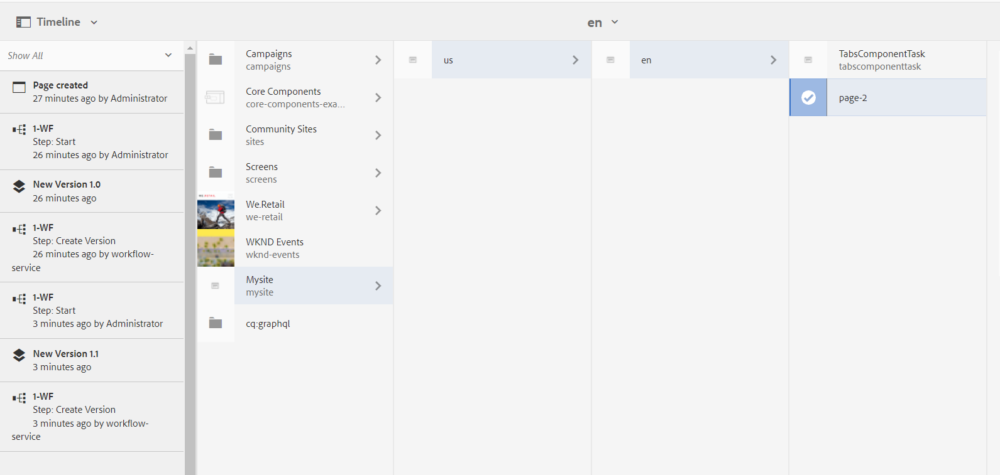 Timeline
en
Show All
Page created
27 minutes ago by Administrator
1-WF
Step: Start
26 minutes ago by Administrator
New Version 1.0
26 minutes ago
1-WF
Step: Create Version
26 minutes ago by workflow-
service
1-WF
Step: Start
3 minutes ago by Administrator
New Version 1.1
3 minutes ago
1-WF
Step: Create Version
3 minutes ago by workflow-
service
Campaigns
campaigns
Core Components
core-components-exa...
Community Sites
sites
Screens
screens
WE.RETAIL
We.Retail
we-retail
WKND Events
wknd-events
Mysite
mysite
cq:graphql
us
en
TabsComponentTask
tabscomponenttask
page-2